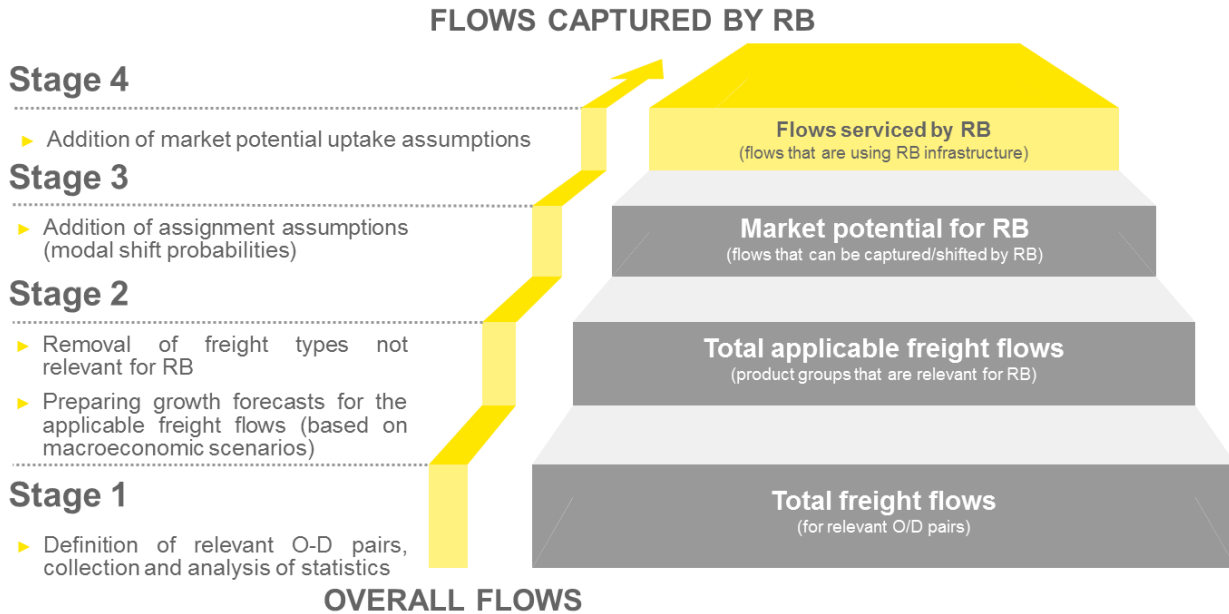 FLOWS CAPTURED BY RB
Stage 4
► Addition of market potential uptake assumptions
Flows serviced by RB
(flows that are using RB infrastructure)
Stage 3
► Addition of assignment assumptions
(modal shift probabilities)
Market potential for RB
(flows that can be captured/shifted by RB)
Stage 2
► Removal of freight types not
relevant for RB
► Preparing growth forecasts for the
applicable freight flows (based on
macroeconomic scenarios)
Total applicable freight flows
(product groups that are relevant for RB)
Stage 1
► Definition of relevant O-D pairs,
collection and analysis of statistics
Total freight flows
(for relevant O/D pairs)
OVERALL FLOWS